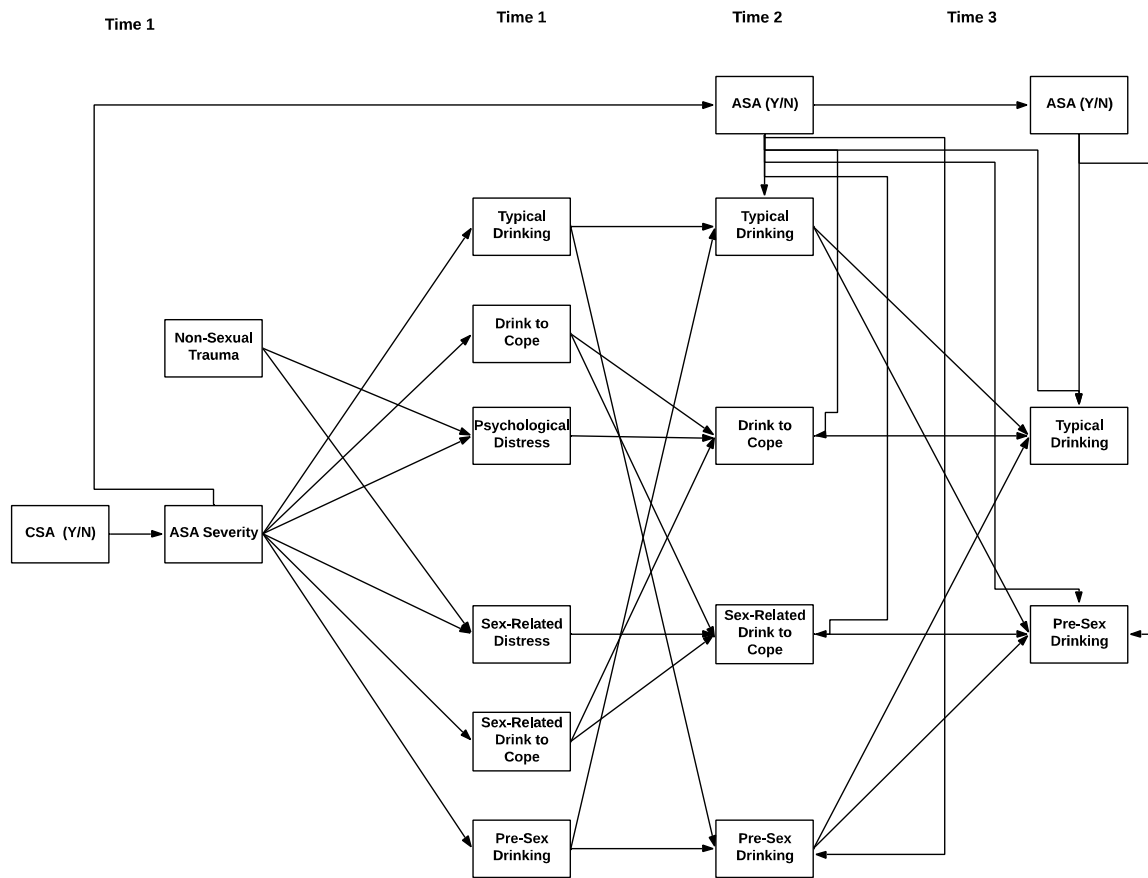 Time 1
Time 1
Time 2
Time 3
ASA (Y/N)
ASA (Y/N)
Typical
Drinking
Typical
Drinking
Non-Sexual
Trauma
Drink to
Cope
Psychological
Distress
Drink to
Cope
Typical
Drinking
CSA (Y/N)
ASA Severity
Sex-Related
Distress
Sex-Related
Drink to
Cope
Pre-Sex
Drinking
Sex-Related
Drink to
Cope
Pre-Sex
Drinking
Pre-Sex
Drinking